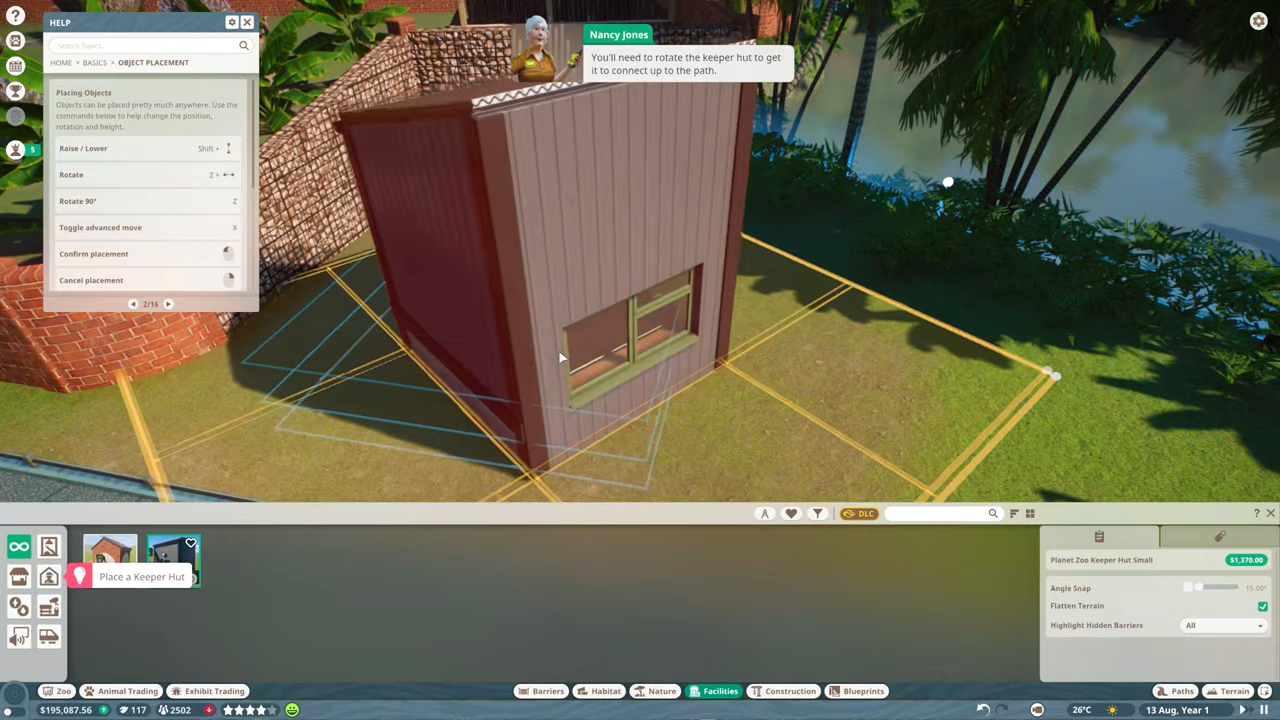 HELP
Search Topics...
HOME > BASICS > OBJECT PLACEMENT
Placing Objects
Objects can be placed pretty much anywhere. Use the
commands below to help change the position,
rotation and height.
Raise / Lower Shift +
Rotate Z +
Rotate 90° Z
Toggle advanced move X
Confirm placement
Cancel placement
2/16
5
Nancy Jones
You'll need to rotate the keeper hut to get
it to connect up to the path.
DLC
Place a Keeper Hut
Planet Zoo Keeper Hut Small $1,370.00
Angle Snap 15.00°
Flatten Terrain
Highlight Hidden Barriers All
Zoo Animal Trading Exhibit Trading Barriers Habitat Nature Facilities Construction Blueprints Paths Terrain
$195,087.56 117 2502 26°C 13 Aug, Year 1